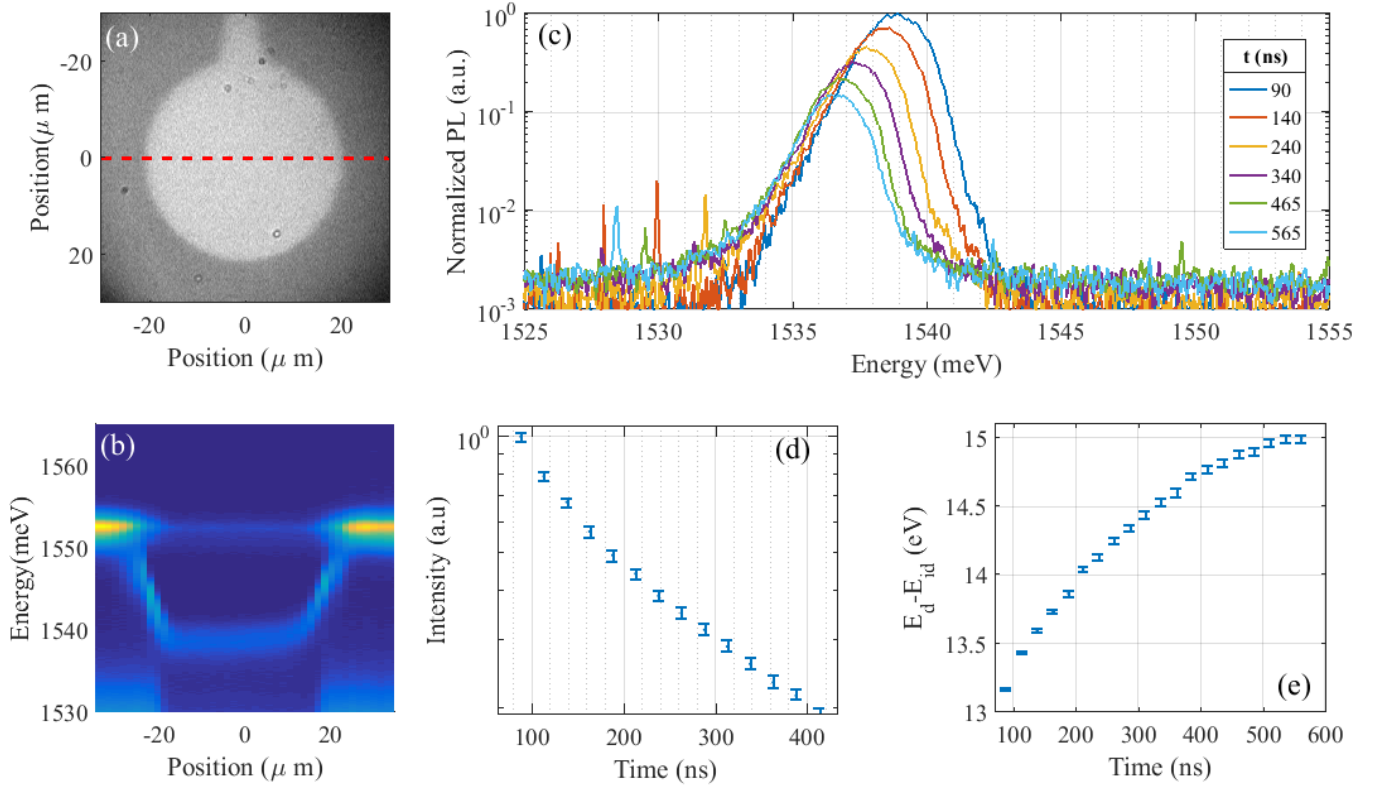 (a)
Position(μ m)
-20
0
20
-20
0
20
Position (μ m)
(c)
Normalized PL (a.u.)
10^0
10^-1
10^-2
10^-3
1525
1530
1535
1540
1545
1550
1555
Energy (meV)
t (ns)
90
140
240
340
465
565
(b)
Energy(meV)
1560
1550
1540
1530
-20
0
20
Position (μ m)
(d)
Intensity (a.u)
10^0
100
200
300
400
Time (ns)
(e)
E_d-E_id (eV)
15
14.5
14
13.5
13
100
200
300
400
500
600
Time (ns)